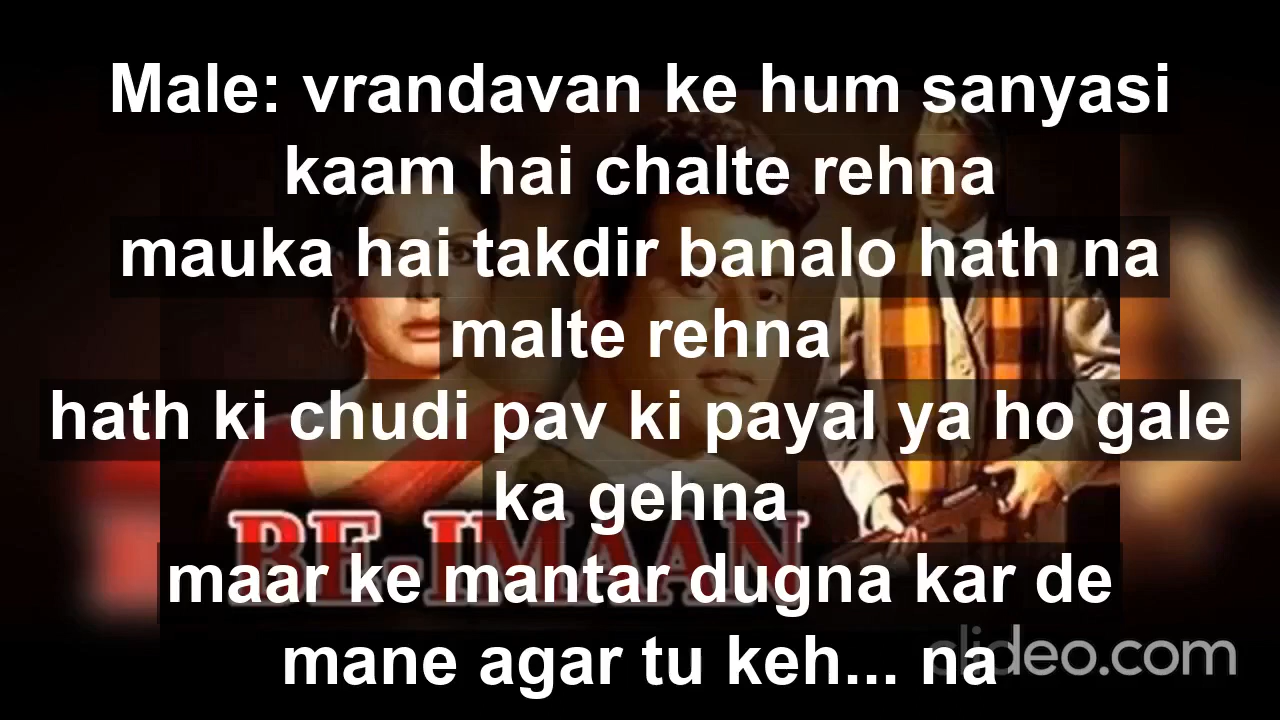 Male: vrandavan ke hum sanyasi
kaam hai chalte rehna
mauka hai takdir banalo hath na
malte rehna
hath ki chudi pav ki payal ya ho gale
ka gehna
BE-IMAAN
maar ke mantar dugna kar de
mane agar tu keh... na
clideo.com